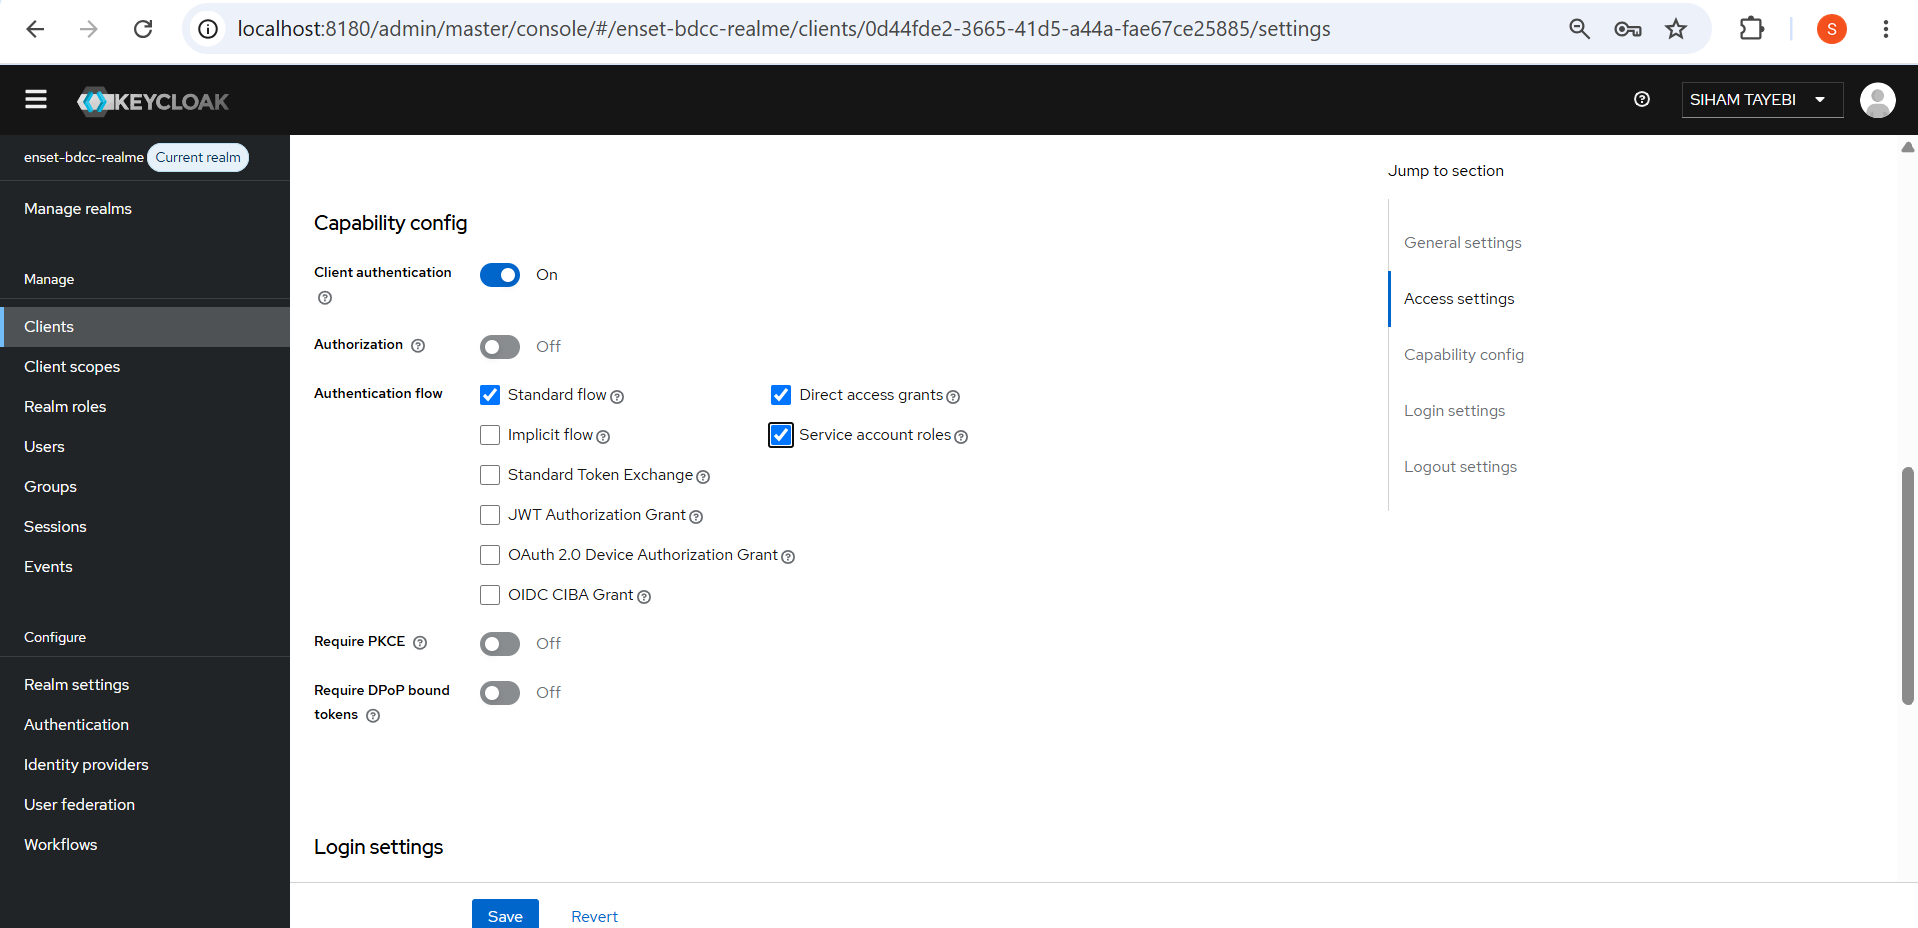 localhost:8180/admin/master/console/#/enset-bdcc-realme/clients/0d44fde2-3665-41d5-a44a-fae67ce25885/settings
S
KEYCLOAK
SIHAM TAYEBI
enset-bdcc-realme Current realm
Manage realms
Manage
Clients
Client scopes
Realm roles
Users
Groups
Sessions
Events
Configure
Realm settings
Authentication
Identity providers
User federation
Workflows
Capability config
Client authentication
On
Authorization
Off
Authentication flow
Standard flow
Direct access grants
Implicit flow
Service account roles
Standard Token Exchange
JWT Authorization Grant
OAuth 2.0 Device Authorization Grant
OIDC CIBA Grant
Require PKCE
Off
Require DPoP bound
tokens
Off
Login settings
Save
Revert
Jump to section
General settings
Access settings
Capability config
Login settings
Logout settings